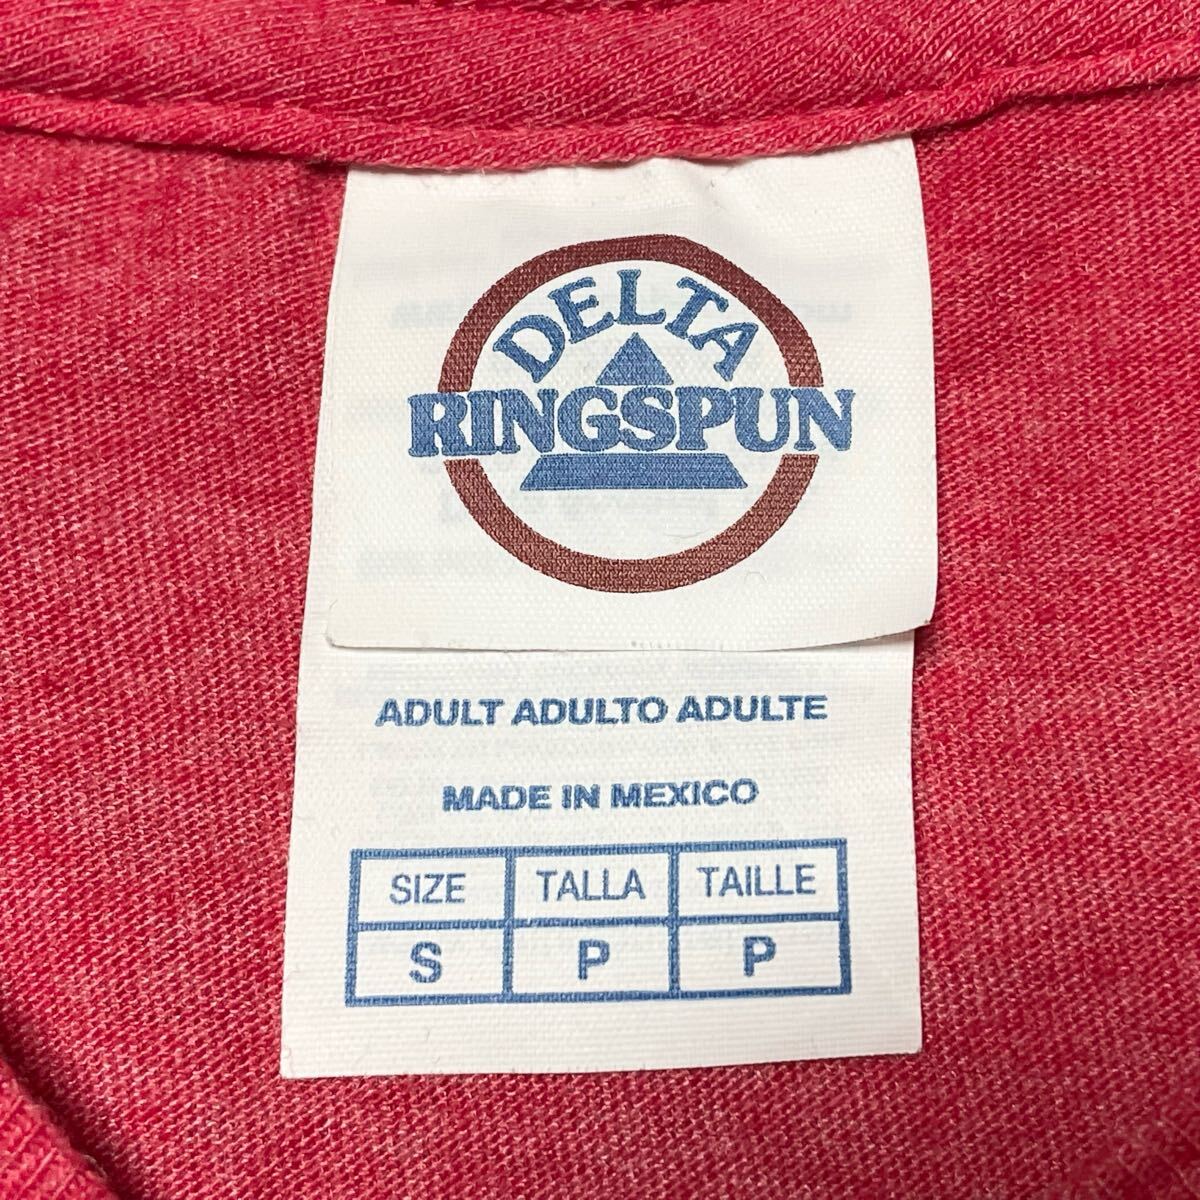 DELTA
RINGSPUN
ADULT ADULTO ADULTE
MADE IN MEXICO
SIZE TALLA TAILLE
S P P